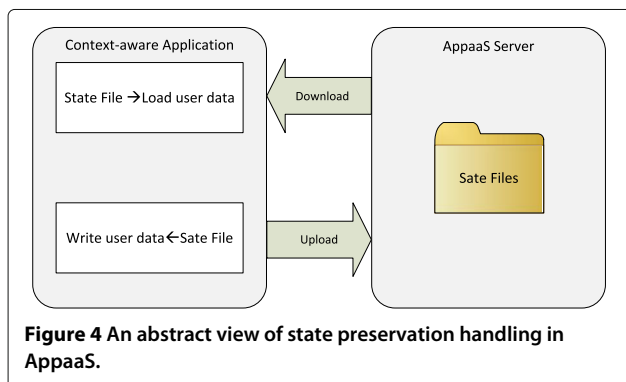 Context-aware Application
AppaaS Server
State File →Load user data
Download
Sate Files
Write user data←Sate File
Upload
Figure 4 An abstract view of state preservation handling in
AppaaS.